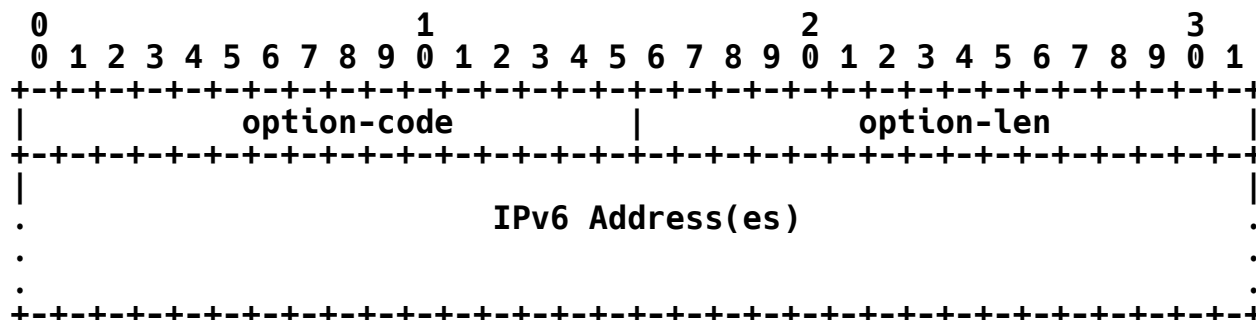 0                   1                   2                   3
 0 1 2 3 4 5 6 7 8 9 0 1 2 3 4 5 6 7 8 9 0 1 2 3 4 5 6 7 8 9 0 1
+-+-+-+-+-+-+-+-+-+-+-+-+-+-+-+-+-+-+-+-+-+-+-+-+-+-+-+-+-+-+-+-+
|          option-code          |           option-len          |
+-+-+-+-+-+-+-+-+-+-+-+-+-+-+-+-+-+-+-+-+-+-+-+-+-+-+-+-+-+-+-+-+
|                                                               |
.                        IPv6 Address(es)                       .
.                                                               .
.                                                               .
+-+-+-+-+-+-+-+-+-+-+-+-+-+-+-+-+-+-+-+-+-+-+-+-+-+-+-+-+-+-+-+-+